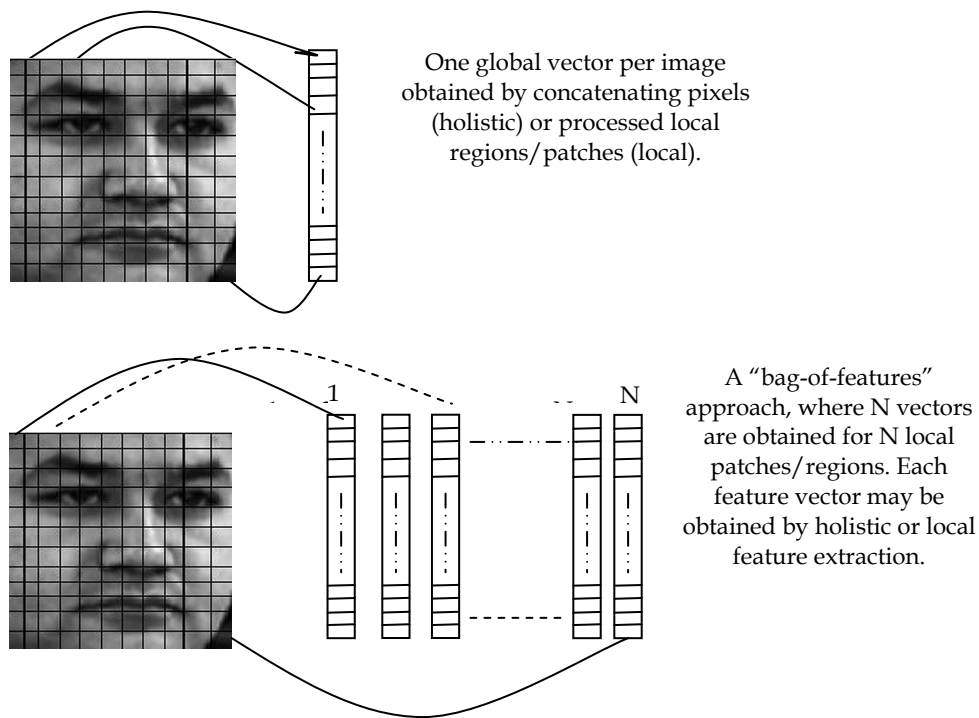 One global vector per image
obtained by concatenating pixels
(holistic) or processed local
regions/patches (local).
1
N
A “bag-of-features”
approach, where N vectors
are obtained for N local
patches/regions. Each
feature vector may be
obtained by holistic or local
feature extraction.